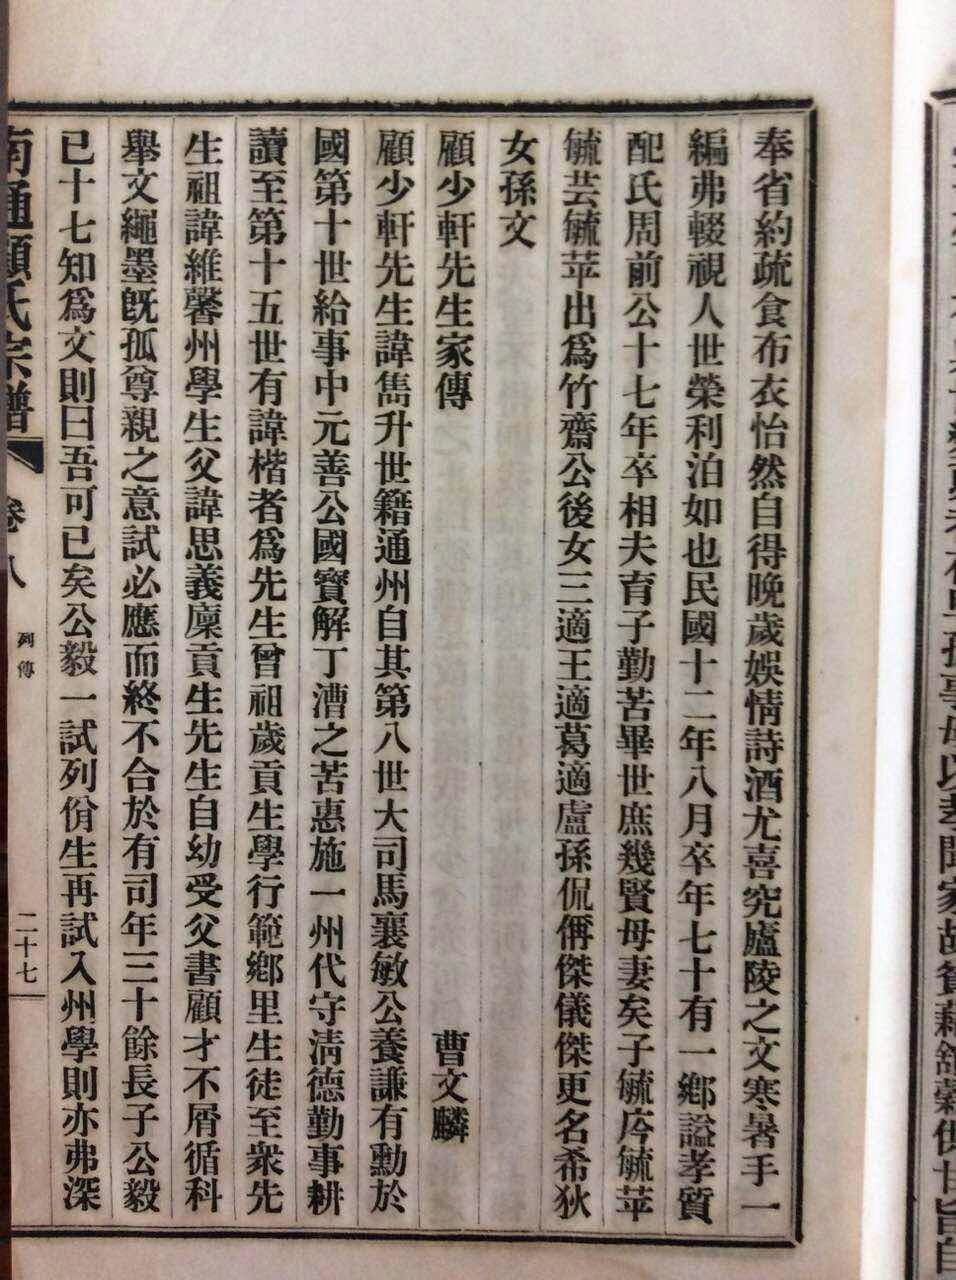 奉省約疏食布衣怡然自得晚歲娛情詩酒尤喜究廬陵之文寒暑手一
編弗輟視人世榮利泊如也民國十二年八月卒年七十有一鄉謚孝質
配氏周前公十七年卒相夫育子勤苦畢世庶幾賢母妻矣子毓庍毓苹
毓芸毓苹出爲竹齋公後女三適王適葛適盧孫侃儔傑儀傑更名希狄
女孫文
顧少軒先生家傳
曹文麟
顧少軒先生諱雋升世籍通州自其第八世大司馬襄敏公養謙有勳於
國第十世給事中元善公國寶解丁漕之苦惠施一州代守清德勤事耕
讀至第十五世有諱楷者爲先生曾祖歲貢生學行範鄉里生徒至衆先
生祖諱維馨州學生父諱思義廩貢生先生自幼受父書顧才不屑循科
舉文繩墨旣孤尊親之意試必應而終不合於有司年三十餘長子公毅
已十七知爲文則曰吾可已矣公毅一試列佾生再試入州學則亦弗深
南通顧氏宗譜
卷八
列傳
二十七